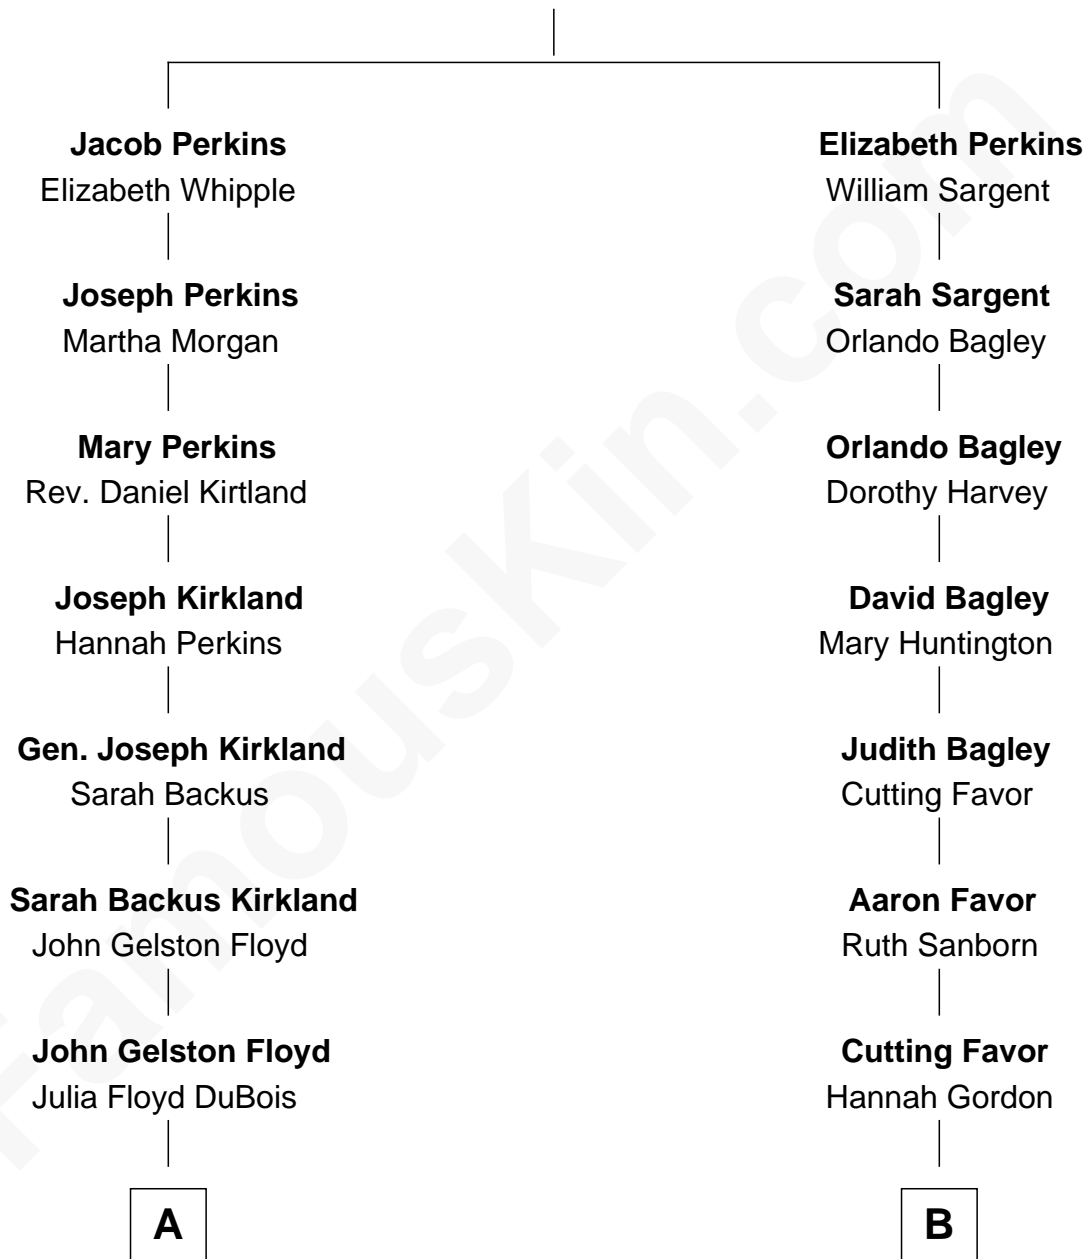 Jacob Perkins
Elizabeth Whipple
Joseph Perkins
Martha Morgan
Mary Perkins
Rev. Daniel Kirtland
Joseph Kirkland
Hannah Perkins
Gen. Joseph Kirkland
Sarah Backus
Sarah Backus Kirkland
John Gelston Floyd
John Gelston Floyd
Julia Floyd DuBois
A
Elizabeth Perkins
William Sargent
Sarah Sargent
Orlando Bagley
Orlando Bagley
Dorothy Harvey
David Bagley
Mary Huntington
Judith Bagley
Cutting Favor
Aaron Favor
Ruth Sanborn
Cutting Favor
Hannah Gordon
B
FamousKin.com